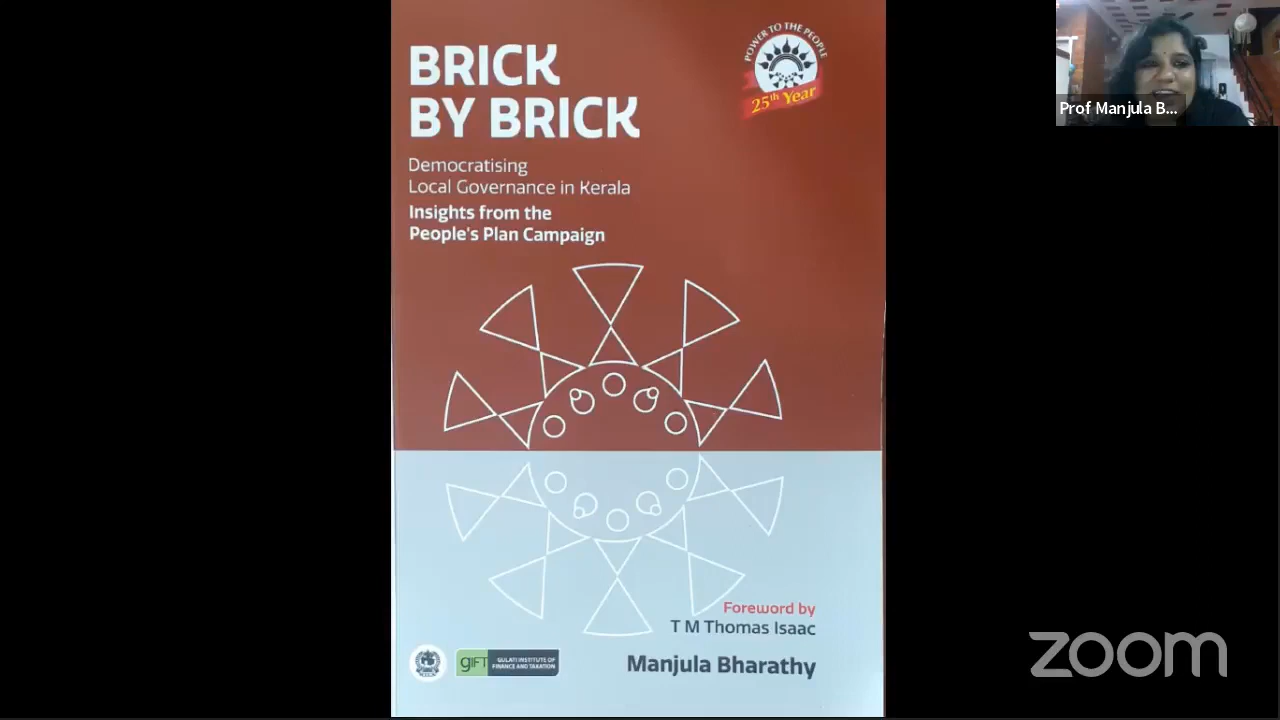 BRICK
BY BRICK
POWER TO THE PEOPLE
25th Year
Democratising
Local Governance in Kerala
Insights from the
People's Plan Campaign
Foreword by
T M Thomas Isaac
Manjula Bharathy
gIFT
GULATI INSTITUTE OF
FINANCE AND TAXATION
Prof Manjula B...
zoom